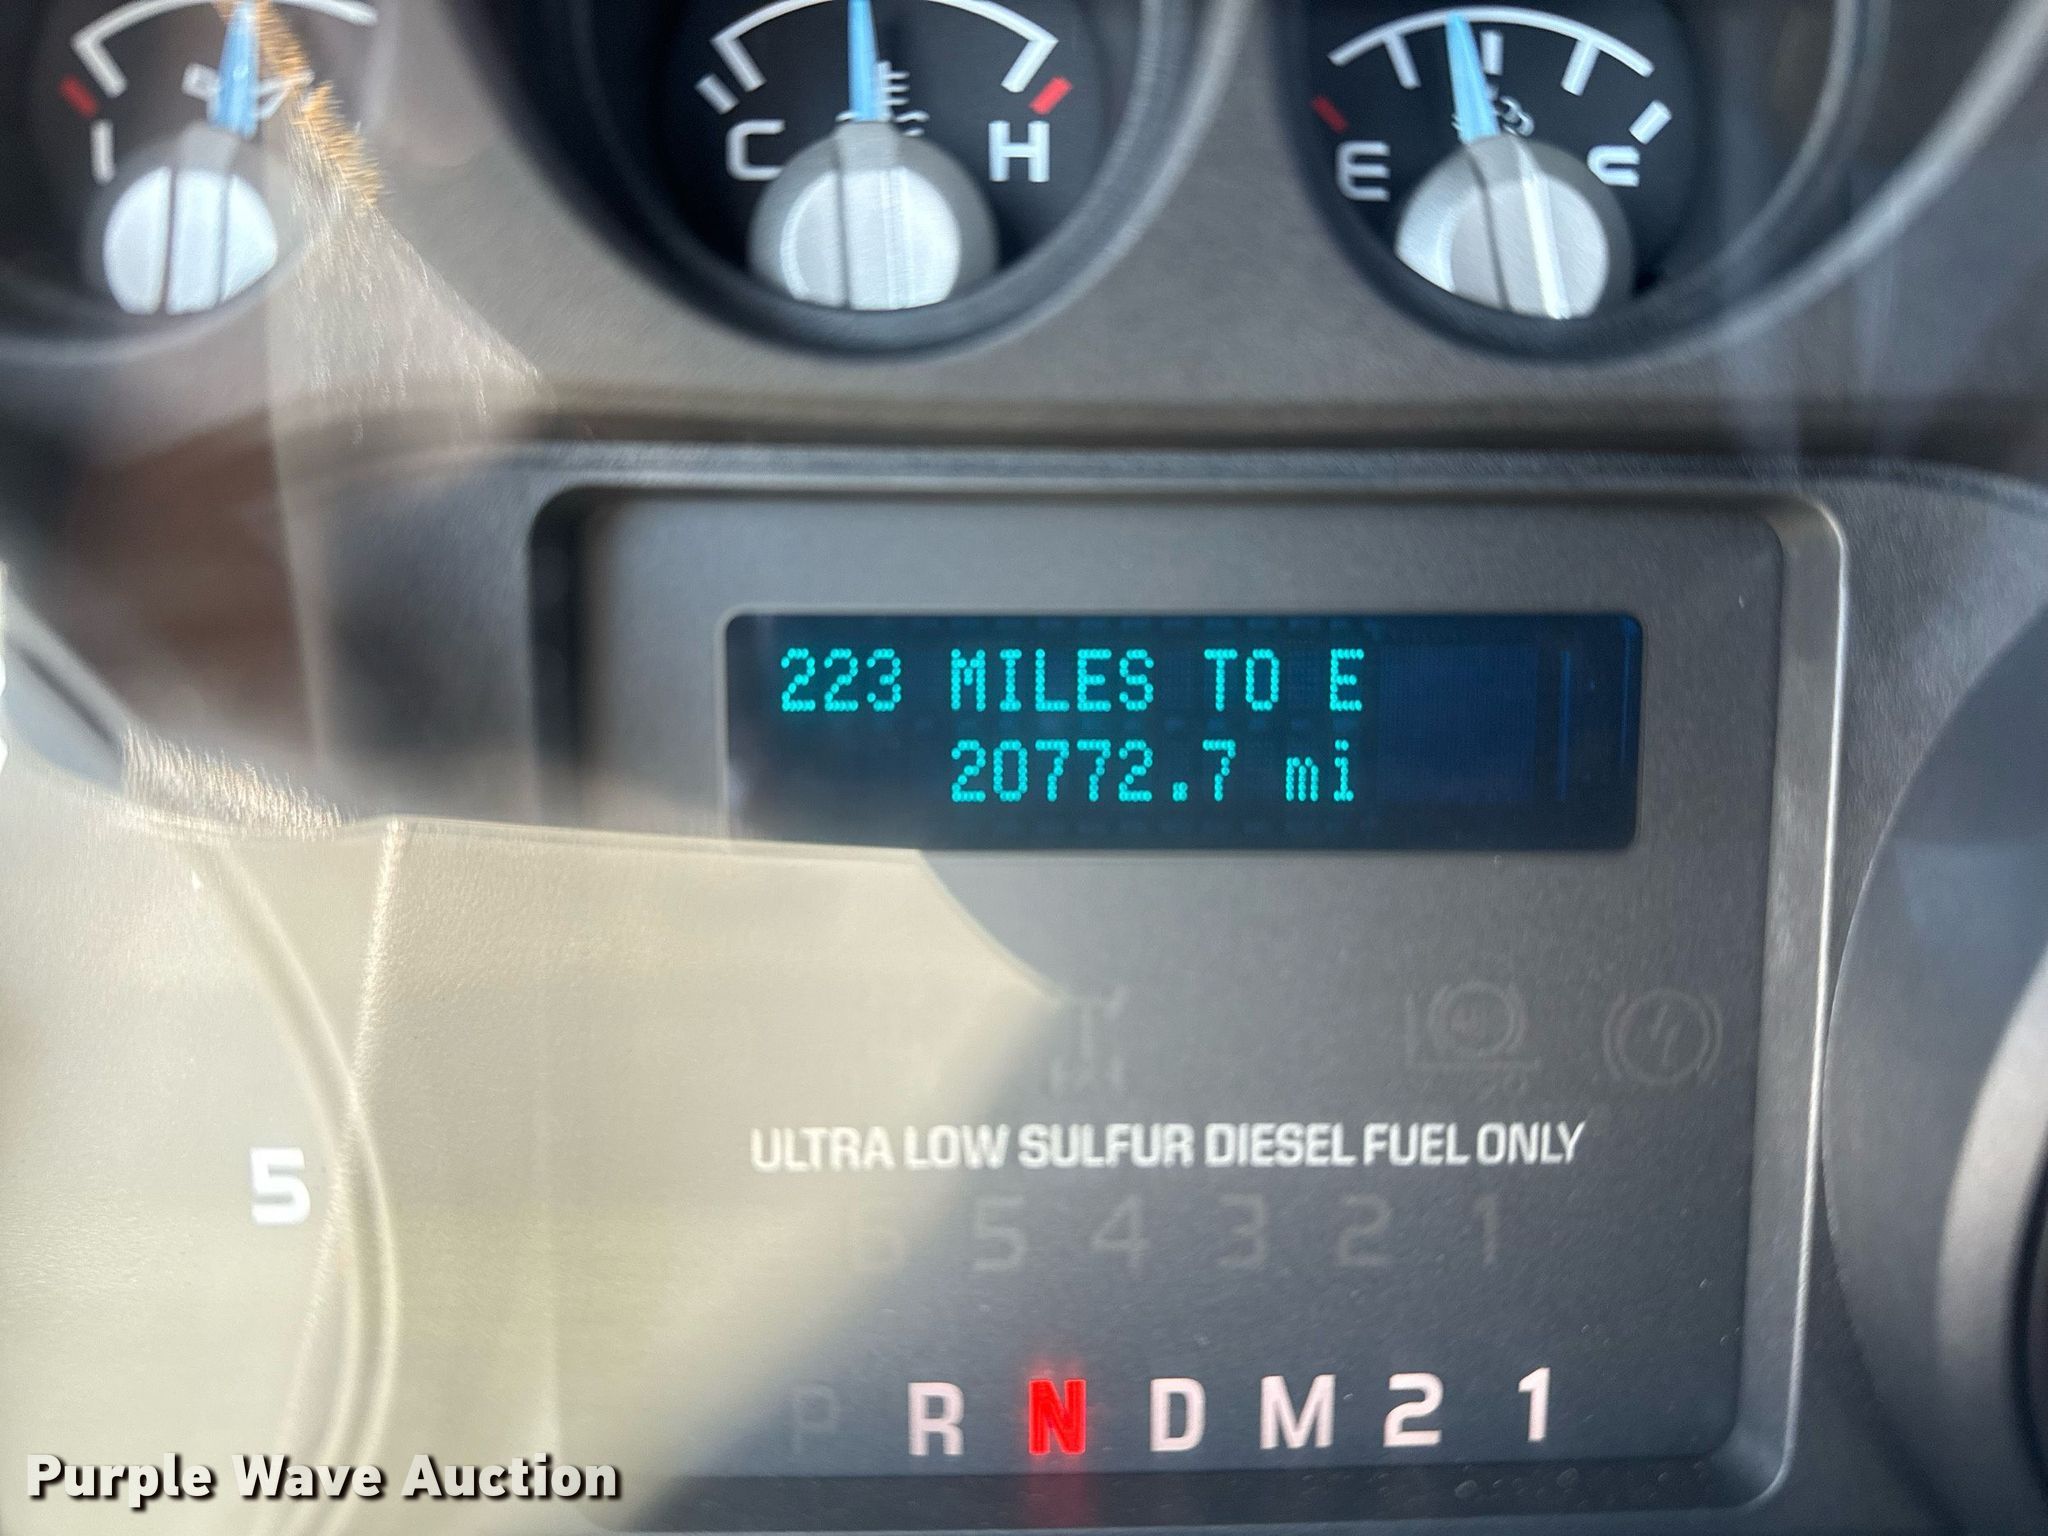 C H
E F
223 MILES TO E
20772.7 mi
ULTRA LOW SULFUR DIESEL FUEL ONLY
6 5 4 3 2 1
5
P R N D M 2 1
Purple Wave Auction